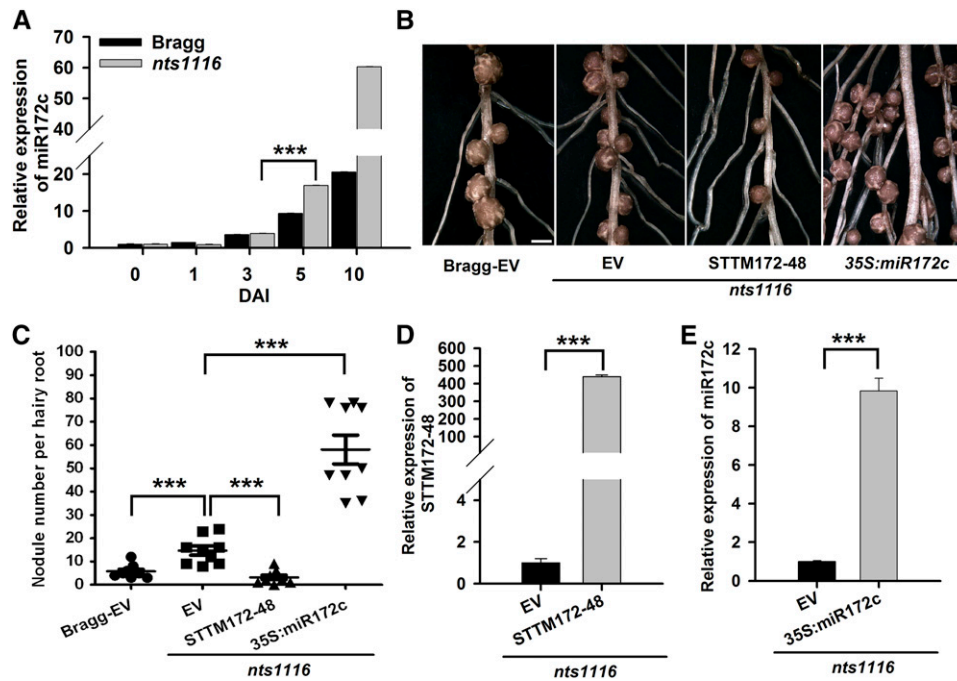 A
Bragg
nts1116
Relative expression
of miR172c
70
60
50
40
20
10
0
***
0 1 3 5 10
DAI
B
Bragg-EV
EV
STTM172-48
35S:miR172c
nts1116
C
Nodule number per hairy root
100
90
80
70
60
50
40
30
20
10
0
***
*** ***
Bragg-EV
EV
STTM172-48
35S:miR172c
nts1116
D
Relative expression of
STTM172-48
600
500
400
300
200
100
4
2
0
***
EV
STTM172-48
nts1116
E
Relative expression of miR172c
12
10
8
6
4
2
0
***
EV
35S:miR172c
nts1116